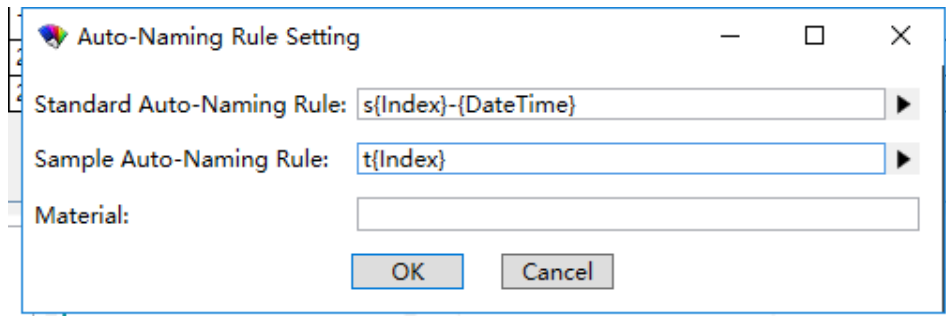 Auto-Naming Rule Setting
Standard Auto-Naming Rule: s{Index}-{DateTime}
Sample Auto-Naming Rule: t{Index}
Material:
OK Cancel